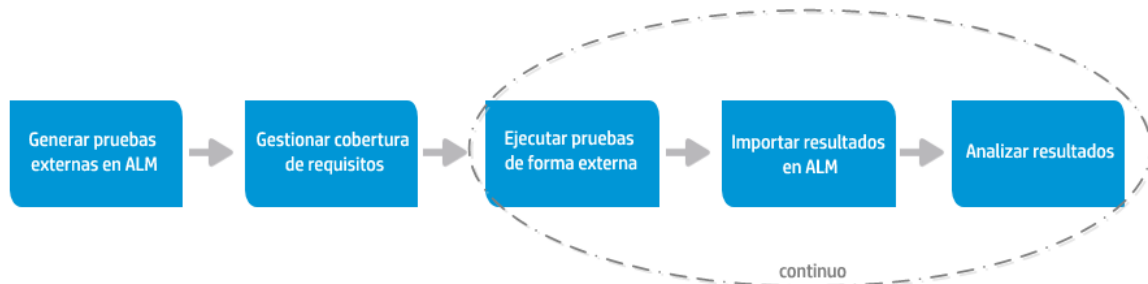 Generar pruebas
externas en ALM
Gestionar cobertura
de requisitos
Ejecutar pruebas
de forma externa
Importar resultados
en ALM
Analizar resultados
continuo